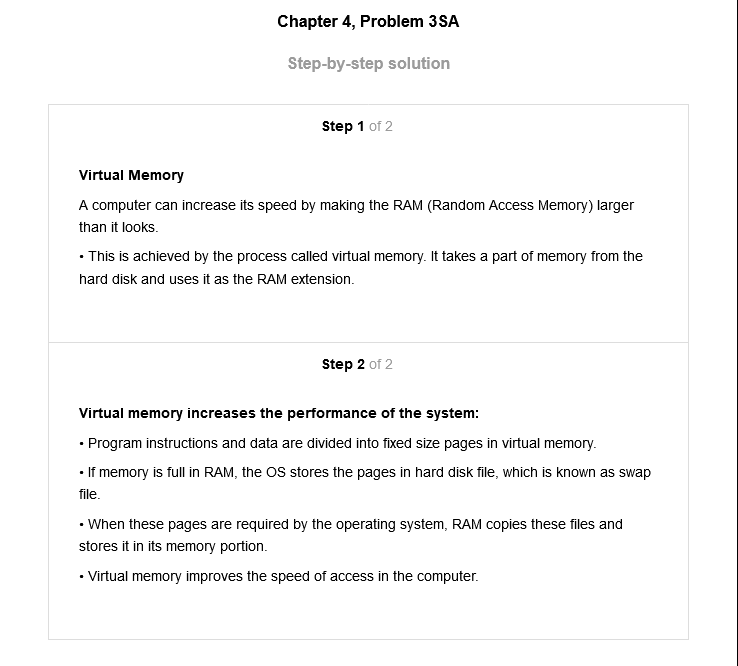 Chapter 4, Problem 3SA
Step-by-step solution
Step 1 of 2
Virtual Memory
A computer can increase its speed by making the RAM (Random Access Memory) larger
than it looks.
• This is achieved by the process called virtual memory. It takes a part of memory from the
hard disk and uses it as the RAM extension.
Step 2 of 2
Virtual memory increases the performance of the system:
• Program instructions and data are divided into fixed size pages in virtual memory.
• If memory is full in RAM, the OS stores the pages in hard disk file, which is known as swap
file.
• When these pages are required by the operating system, RAM copies these files and
stores it in its memory portion.
• Virtual memory improves the speed of access in the computer.